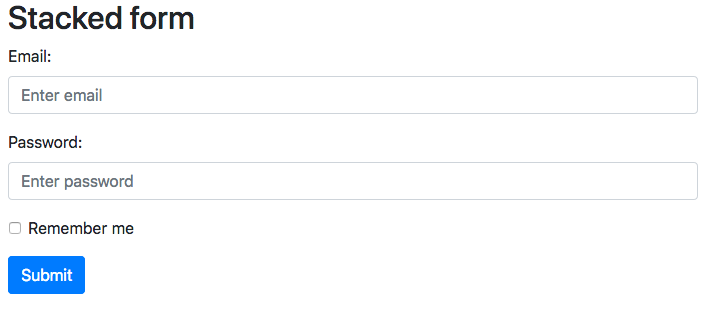 Stacked form
Email:
Enter email
Password:
Enter password
Remember me
Submit